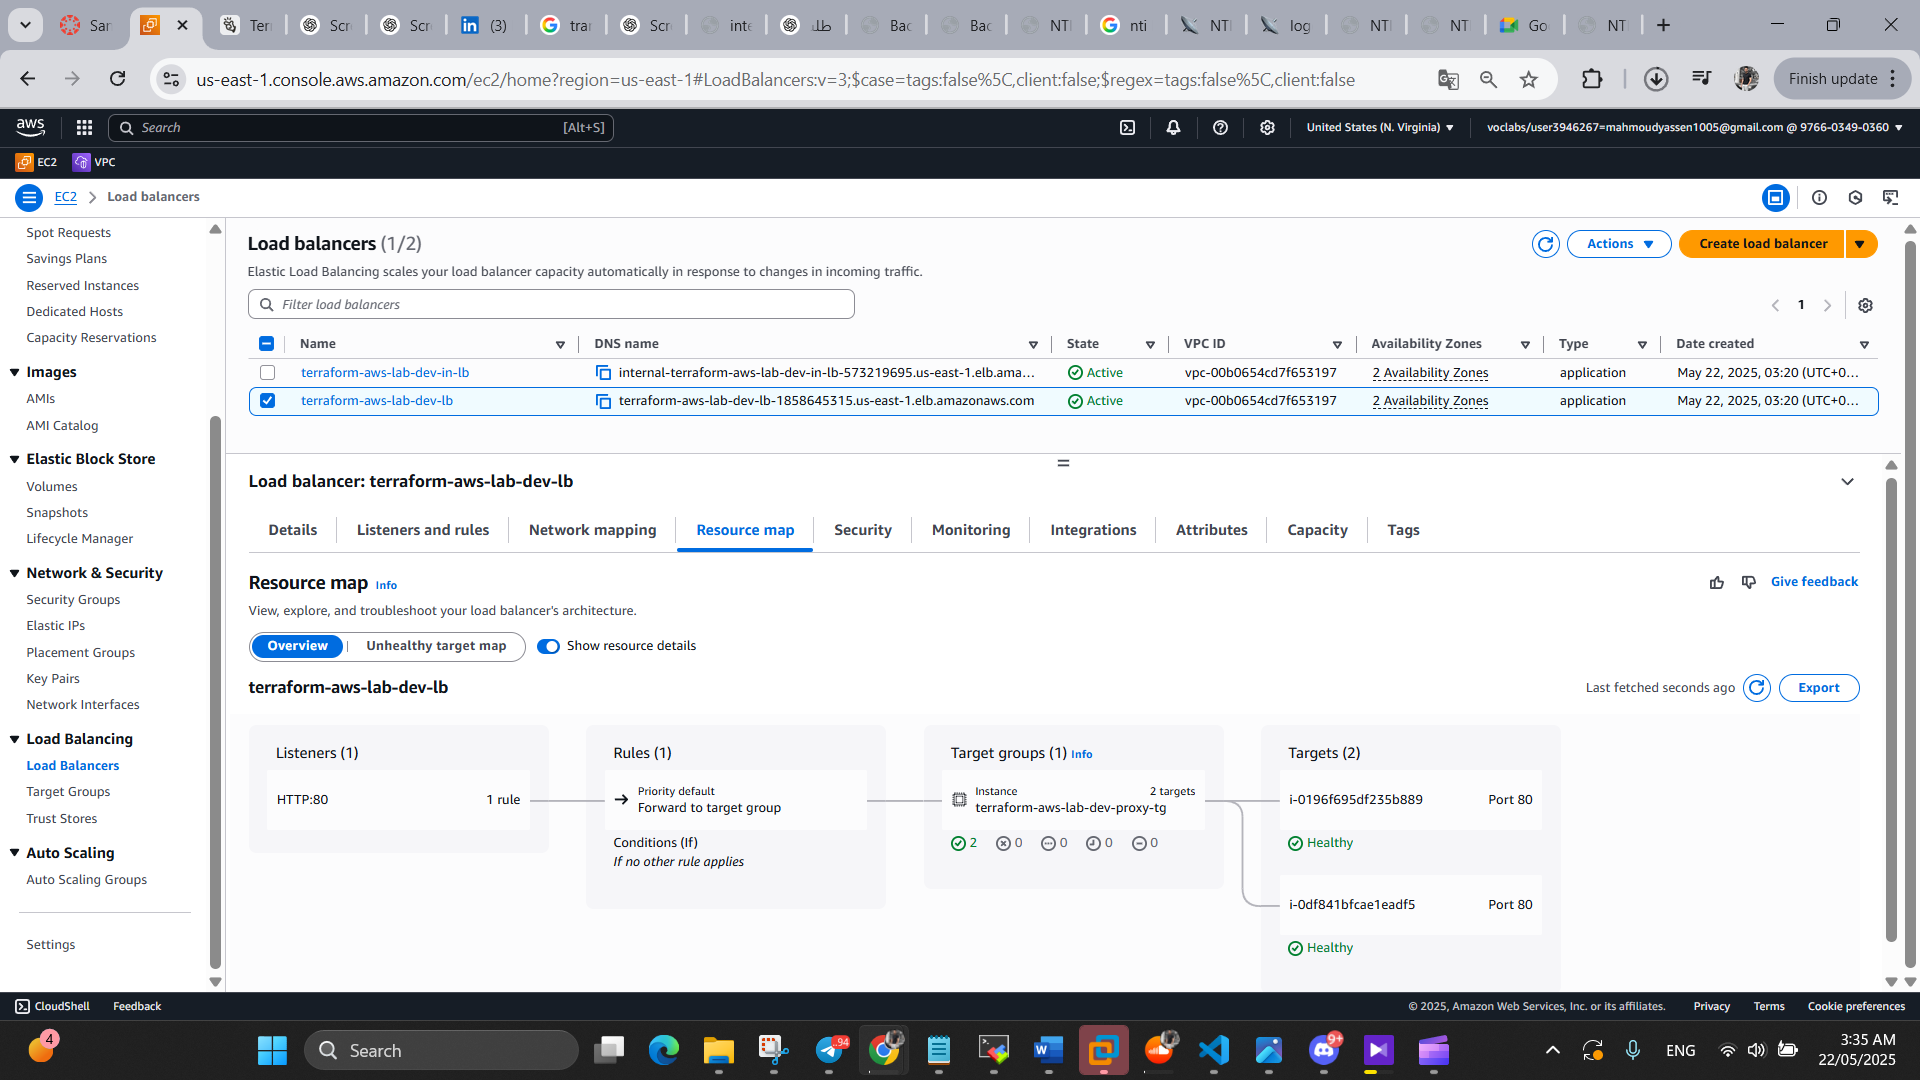 San
Terr
Scr
Scr
(3)
tran
Scr
inte
طلب
Bac
Bac
NTI
nti
NTI
log
NTI
NTI
Go
NTI
us-east-1.console.aws.amazon.com/ec2/home?region=us-east-1#LoadBalancers:v=3;$case=tags:false%5C,client:false;$regex=tags:false%5C,client:false
Finish update
aws
Search
[Alt+S]
United States (N. Virginia)
voclabs/user3946267=mahmoudyassen1005@gmail.com @ 9766-0349-0360
EC2
VPC
EC2
Load balancers
Spot Requests
Savings Plans
Reserved Instances
Dedicated Hosts
Capacity Reservations
Images
AMIs
AMI Catalog
Elastic Block Store
Volumes
Snapshots
Lifecycle Manager
Network & Security
Security Groups
Elastic IPs
Placement Groups
Key Pairs
Network Interfaces
Load Balancing
Load Balancers
Target Groups
Trust Stores
Auto Scaling
Auto Scaling Groups
Settings
Load balancers (1/2)
Actions
Create load balancer
Elastic Load Balancing scales your load balancer capacity automatically in response to changes in incoming traffic.
Filter load balancers
1
Name
DNS name
State
VPC ID
Availability Zones
Type
Date created
terraform-aws-lab-dev-in-lb
internal-terraform-aws-lab-dev-in-lb-573219695.us-east-1.elb.ama...
Active
vpc-00b0654cd7f653197
2 Availability Zones
application
May 22, 2025, 03:20 (UTC+0...
terraform-aws-lab-dev-lb
terraform-aws-lab-dev-lb-1858645315.us-east-1.elb.amazonaws.com
Active
vpc-00b0654cd7f653197
2 Availability Zones
application
May 22, 2025, 03:20 (UTC+0...
Load balancer: terraform-aws-lab-dev-lb
Details
Listeners and rules
Network mapping
Resource map
Security
Monitoring
Integrations
Attributes
Capacity
Tags
Resource map Info
Give feedback
View, explore, and troubleshoot your load balancer's architecture.
Overview
Unhealthy target map
Show resource details
terraform-aws-lab-dev-lb
Last fetched seconds ago
Export
Listeners (1)
HTTP:80
1 rule
Rules (1)
Priority default
Forward to target group
Conditions (If)
If no other rule applies
Target groups (1) Info
Instance
2 targets
terraform-aws-lab-dev-proxy-tg
2
0
0
0
0
Targets (2)
i-0196f695df235b889
Port 80
Healthy
i-0df841bfcae1eadf5
Port 80
Healthy
CloudShell
Feedback
© 2025, Amazon Web Services, Inc. or its affiliates.
Privacy
Terms
Cookie preferences
4
Search
94
9+
ENG
3:35 AM
22/05/2025